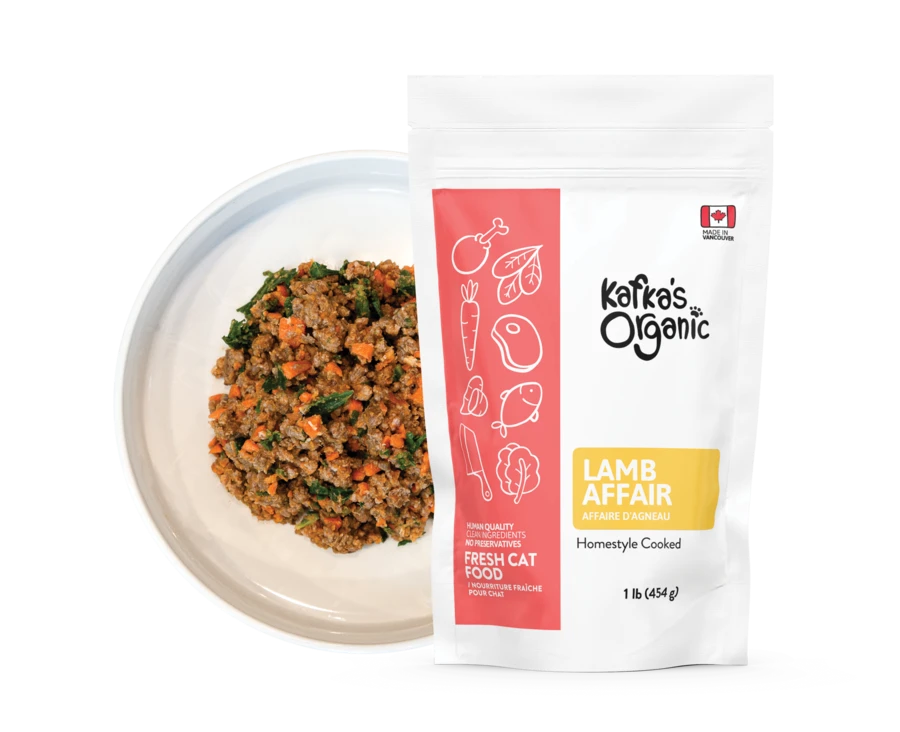 MADE IN
VANCOUVER
Kafka's
Organic
LAMB
AFFAIR
AFFAIRE D'AGNEAU
Homestyle Cooked
1 lb (454 g)
HUMAN QUALITY
CLEAN INGREDIENTS
NO PRESERVATIVES
FRESH CAT
FOOD
/ NOURRITURE FRAÎCHE
POUR CHAT